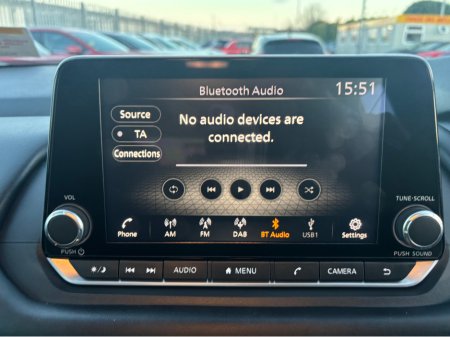 Bluetooth Audio
15:51
Source
TA
Connections
No audio devices are
connected.
VOL
PUSH
TUNE·SCROLL
PUSH SOUND
Phone
AM
FM
DAB
BT Audio
USB1
Settings
AUDIO
MENU
CAMERA